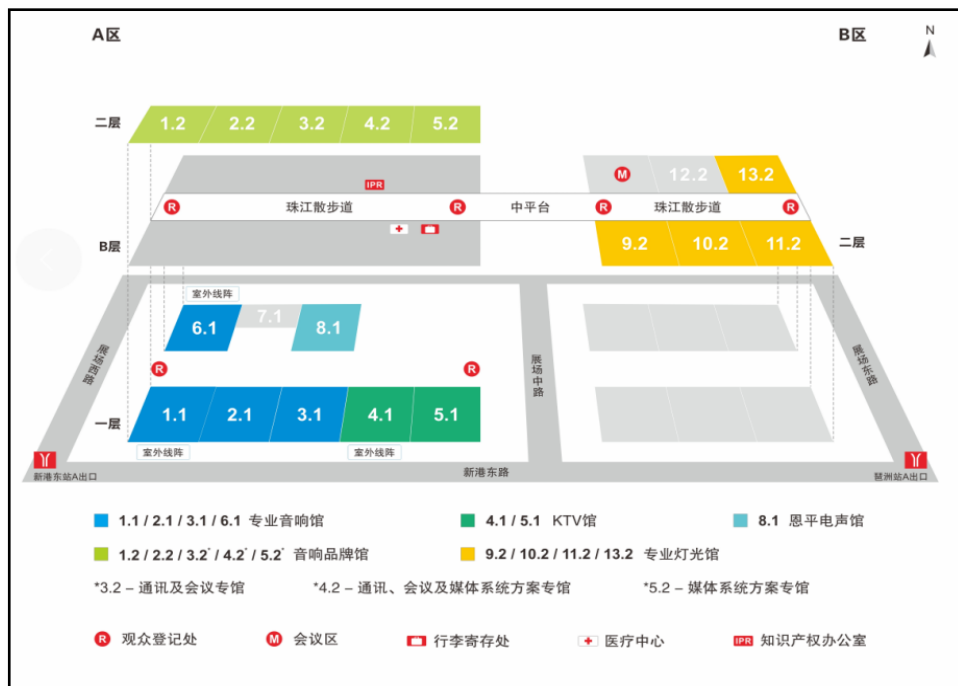 A区
B区
N
二层
1.2 2.2 3.2 4.2 5.2
M 12.2 13.2
IPR
R 珠江散步道 R 中平台 R 珠江散步道 R
B层
9.2 10.2 11.2
二层
室外线阵
6.1 7.1 8.1
展场西路
展场中路
展场东路
R R
一层
1.1 2.1 3.1 4.1 5.1
室外线阵 室外线阵
新港东路
新港东站A出口
琶洲站A出口
1.1 / 2.1 / 3.1 / 6.1 专业音响馆
4.1 / 5.1 KTV馆
8.1 恩平电声馆
1.2 / 2.2 / 3.2* / 4.2* / 5.2* 音响品牌馆
9.2 / 10.2 / 11.2 / 13.2 专业灯光馆
*3.2 – 通讯及会议专馆
*4.2 – 通讯、会议及媒体系统方案专馆
*5.2 – 媒体系统方案专馆
R 观众登记处
M 会议区
行李寄存处
医疗中心
IPR 知识产权办公室